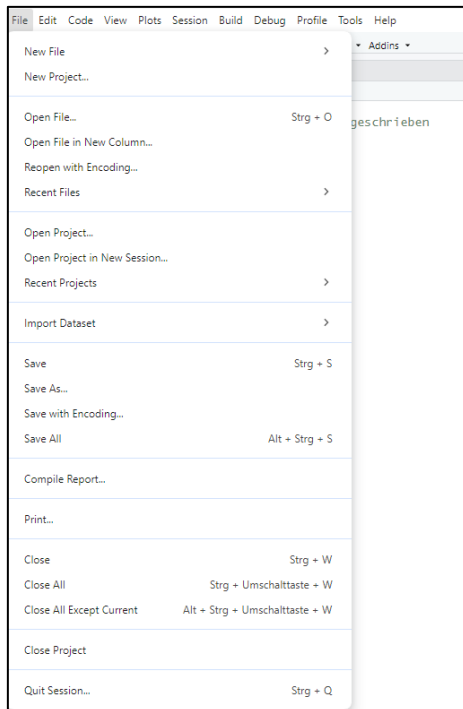 File Edit Code View Plots Session Build Debug Profile Tools Help
Addins
New File
New Project...
Open File... Strg + O
geschrieben
Open File in New Column...
Reopen with Encoding...
Recent Files
Open Project...
Open Project in New Session...
Recent Projects
Import Dataset
Save Strg + S
Save As...
Save with Encoding...
Save All Alt + Strg + S
Compile Report...
Print...
Close Strg + W
Close All Strg + Umschalttaste + W
Close All Except Current Alt + Strg + Umschalttaste + W
Close Project
Quit Session... Strg + Q